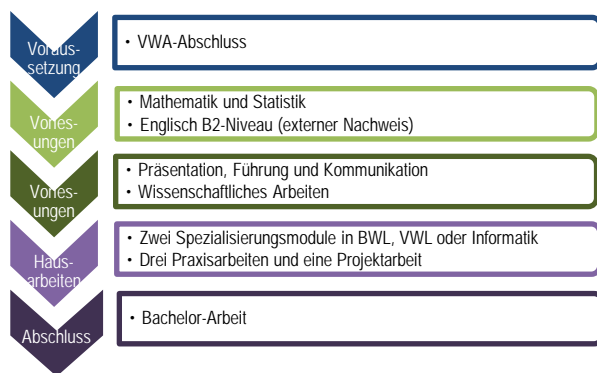 Voraus-
setzung
• VWA-Abschluss
Vorles-
ungen
• Mathematik und Statistik
• Englisch B2-Niveau (externer Nachweis)
Vorles-
ungen
• Präsentation, Führung und Kommunikation
• Wissenschaftliches Arbeiten
Haus-
arbeiten
• Zwei Spezialisierungsmodule in BWL, VWL oder Informatik
• Drei Praxisarbeiten und eine Projektarbeit
Abschluss
• Bachelor-Arbeit